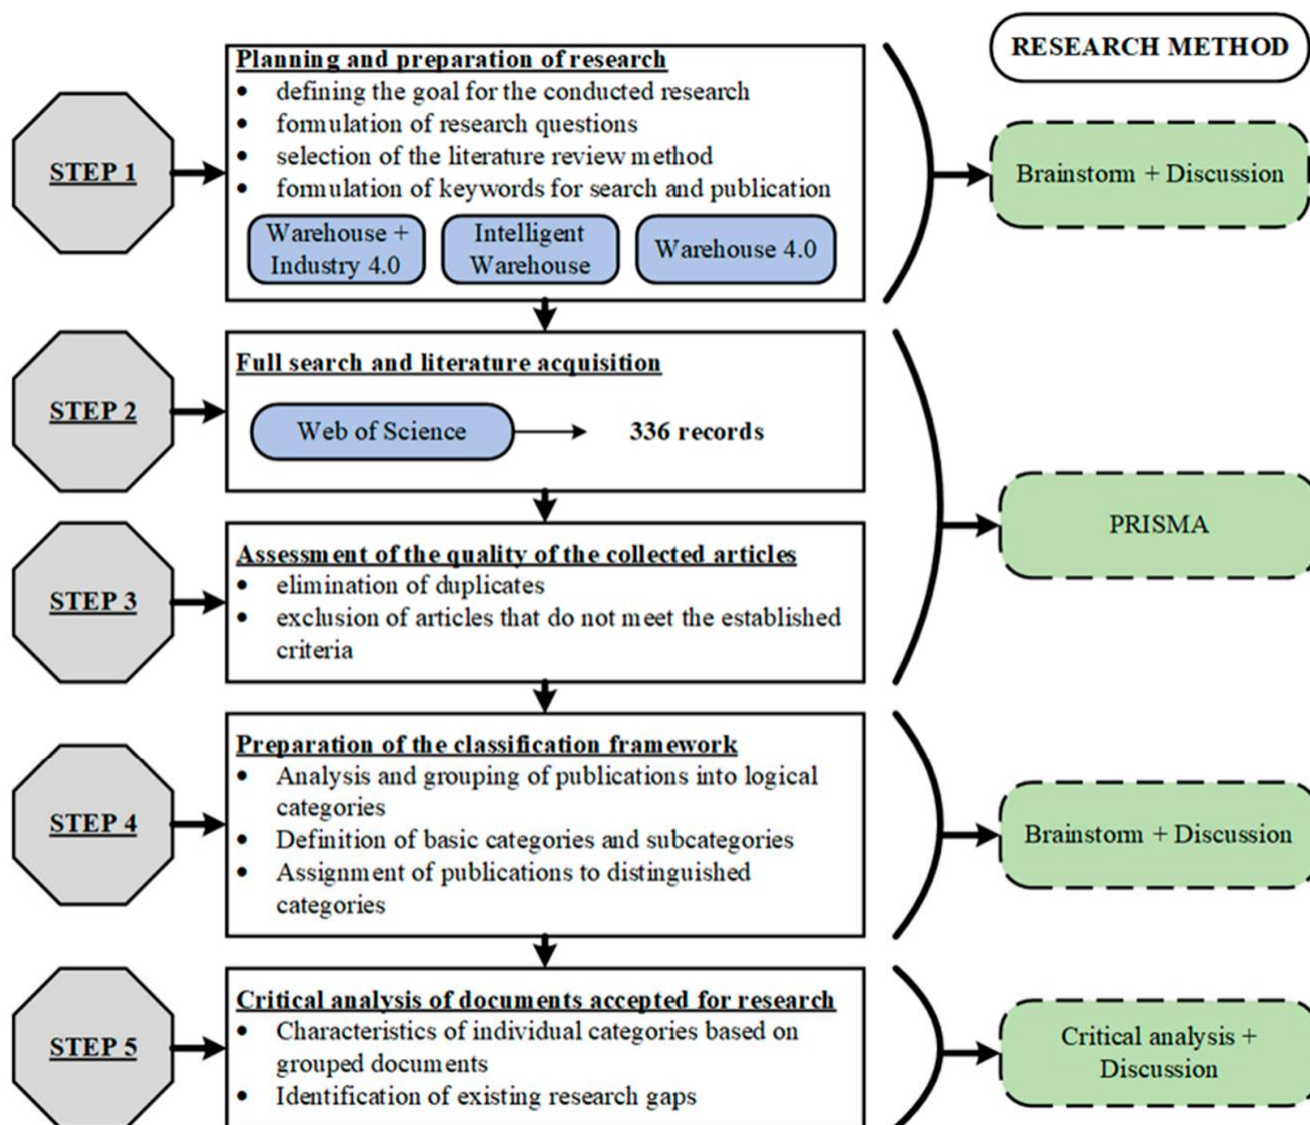 RESEARCH METHOD
STEP 1
Planning and preparation of research
• defining the goal for the conducted research
• formulation of research questions
• selection of the literature review method
• formulation of keywords for search and publication
Warehouse +
Industry 4.0
Intelligent
Warehouse
Warehouse 4.0
Brainstorm + Discussion
STEP 2
Full search and literature acquisition
Web of Science
336 records
PRISMA
STEP 3
Assessment of the quality of the collected articles
• elimination of duplicates
• exclusion of articles that do not meet the established
criteria
STEP 4
Preparation of the classification framework
• Analysis and grouping of publications into logical
categories
• Definition of basic categories and subcategories
• Assignment of publications to distinguished
categories
Brainstorm + Discussion
STEP 5
Critical analysis of documents accepted for research
• Characteristics of individual categories based on
grouped documents
• Identification of existing research gaps
Critical analysis +
Discussion